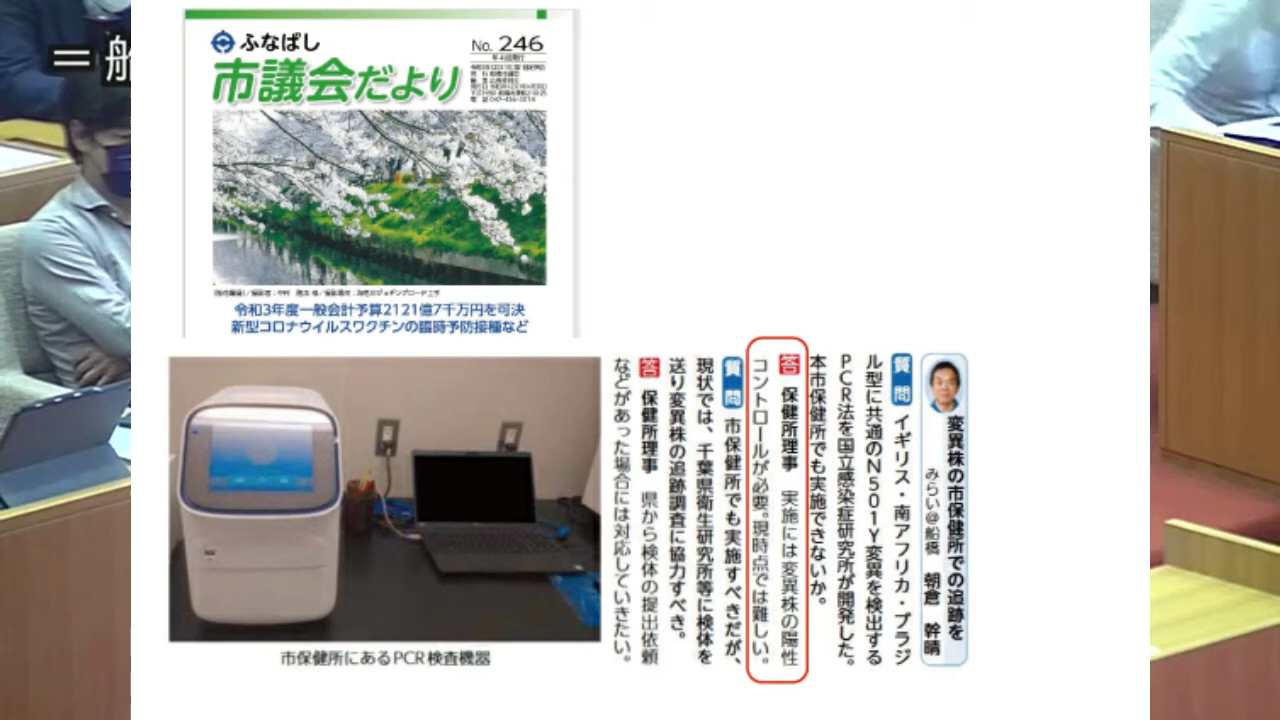 ＝船
ふなばし
市議会だより
No. 246
令和3年度一般会計予算2121億7千万円を可決
新型コロナウイルスワクチンの臨時予防接種など
変異株の市保健所での追跡を
みらい@船橋 朝倉 幹晴
質問 イギリス・南アフリカ・ブラジ
ル型に共通のN501Y変異を検出する
PCR法を国立感染症研究所が開発した。
本市保健所でも実施できないか。
答 保健所理事 実施には変異株の陽性
コントロールが必要。現時点では難しい。
質問 市保健所でも実施すべきだが、
現状では、千葉県衛生研究所等に検体を
送り変異株の追跡調査に協力すべき。
答 保健所理事 県から検体の提出依頼
などがあった場合には対応していきたい。
市保健所にあるPCR検査機器